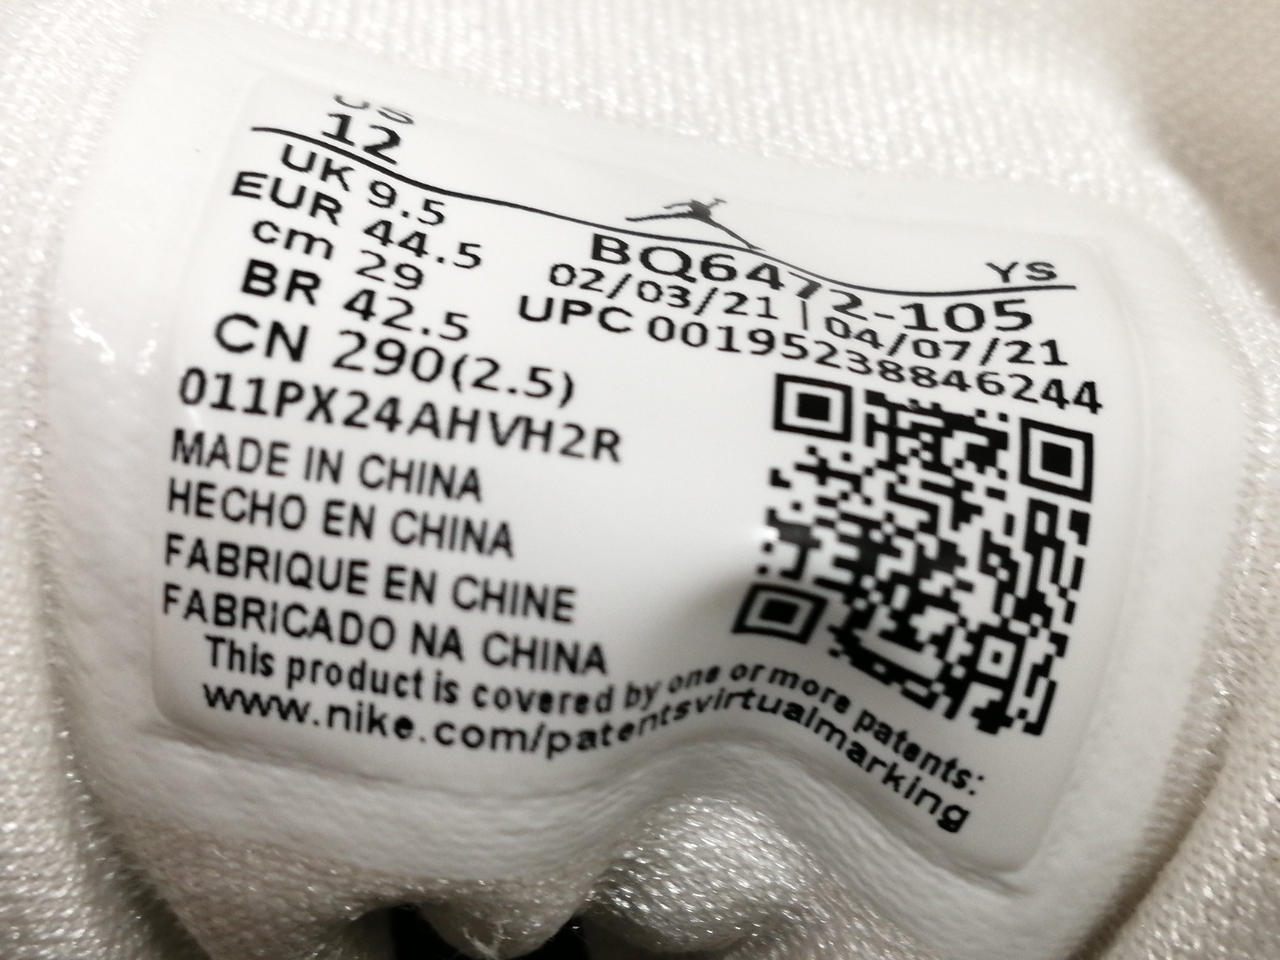 US
12
UK 9.5
EUR 44.5
cm 29
BR 42.5
CN 290(2.5)
011PX24AHVH2R
MADE IN CHINA
HECHO EN CHINA
FABRIQUE EN CHINE
FABRICADO NA CHINA
YS
BQ6472-105
02/03/21 | 04/07/21
UPC 00195238846244
This product is covered by one or more patents:
www.nike.com/patentsvirtualmarking